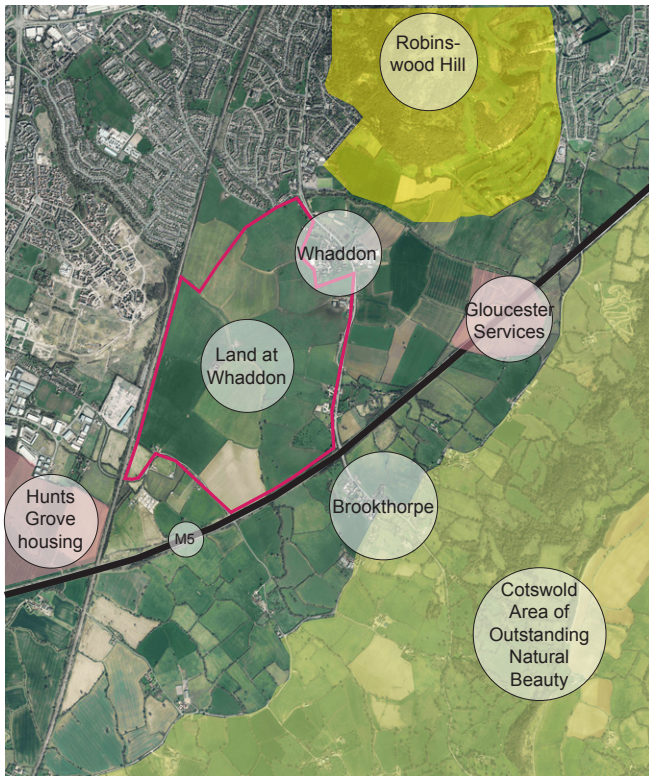 Robins-
wood Hill
Whaddon
Gloucester
Services
Land at
Whaddon
Hunts
Grove
housing
Brookthorpe
M5
Cotswold
Area of
Outstanding
Natural
Beauty